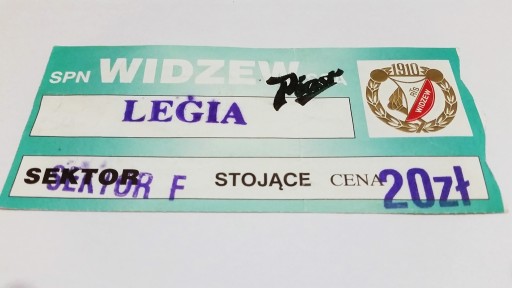 SPN WIDZEW
LEGIA
1910
RTS WIDZEW
SEKTOR SEKTOR F STOJĄCE CENA 20zł